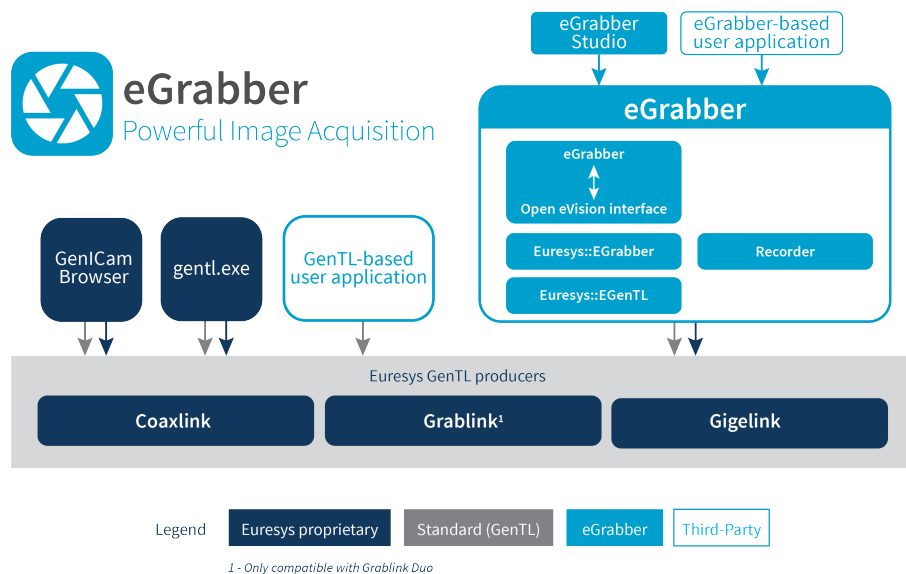 eGrabber
Studio
eGrabber-based
user application
eGrabber
Powerful Image Acquisition
eGrabber
eGrabber
Open eVision interface
Euresys::EGrabber
Recorder
Euresys::EGenTL
GenICam
Browser
gentl.exe
GenTL-based
user application
Euresys GenTL producers
Coaxlink
Grablink¹
Gigelink
Legend
Euresys proprietary
Standard (GenTL)
eGrabber
Third-Party
1 - Only compatible with Grablink Duo